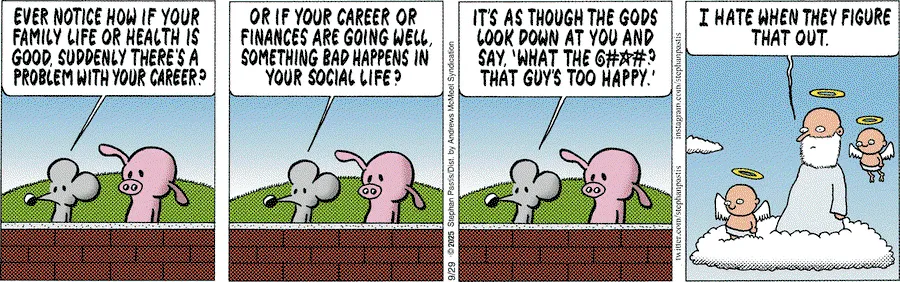 EVER NOTICE HOW IF YOUR
FAMILY LIFE OR HEALTH IS
GOOD, SUDDENLY THERE'S A
PROBLEM WITH YOUR CAREER?
OR IF YOUR CAREER OR
FINANCES ARE GOING WELL,
SOMETHING BAD HAPPENS IN
YOUR SOCIAL LIFE?
9/29 ©2025 Stephan Pastis/Dist. by Andrews McMeel Syndication
IT'S AS THOUGH THE GODS
LOOK DOWN AT YOU AND
SAY, 'WHAT THE @#☆#?
THAT GUY'S TOO HAPPY.'
twitter.com/stephanpastis instagram.com/stephanpastis
I HATE WHEN THEY FIGURE
THAT OUT.